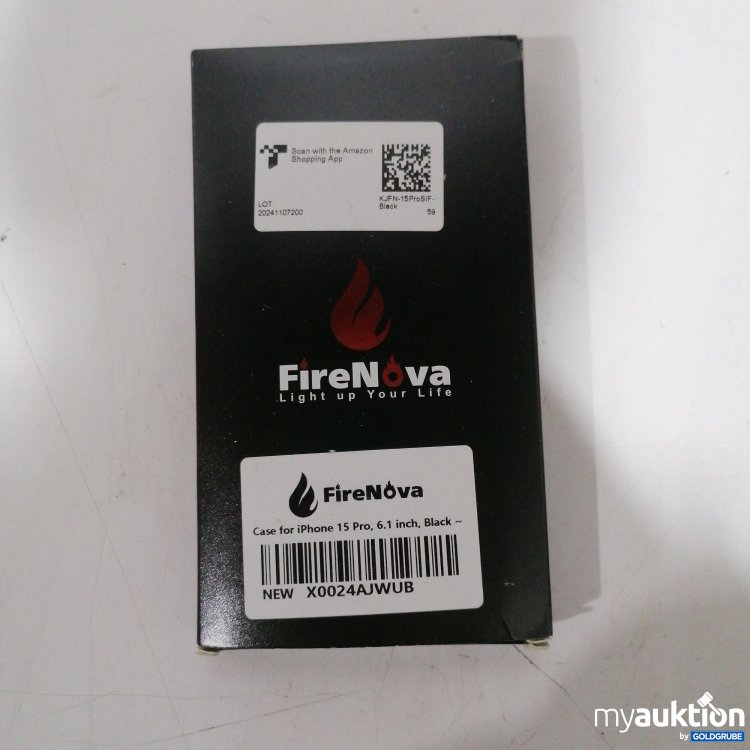 Scan with the Amazon
Shopping App
LOT:
20241107200
KJFN-15ProSIF-
Black
59
FireNova
Light up Your Life
FireNova
Case for iPhone 15 Pro, 6.1 inch, Black ~
NEW X0024AJWUB
myauktion
by GOLDGRUBE